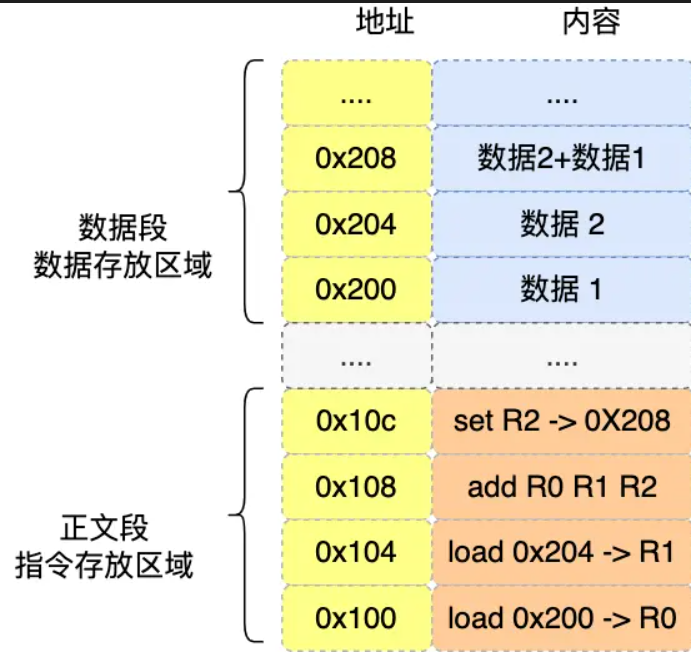 地址 内容
.... ....
0x208 数据2+数据1
0x204 数据 2
0x200 数据 1
数据段
数据存放区域
.... ....
0x10c set R2 -> 0X208
0x108 add R0 R1 R2
0x104 load 0x204 -> R1
0x100 load 0x200 -> R0
正文段
指令存放区域